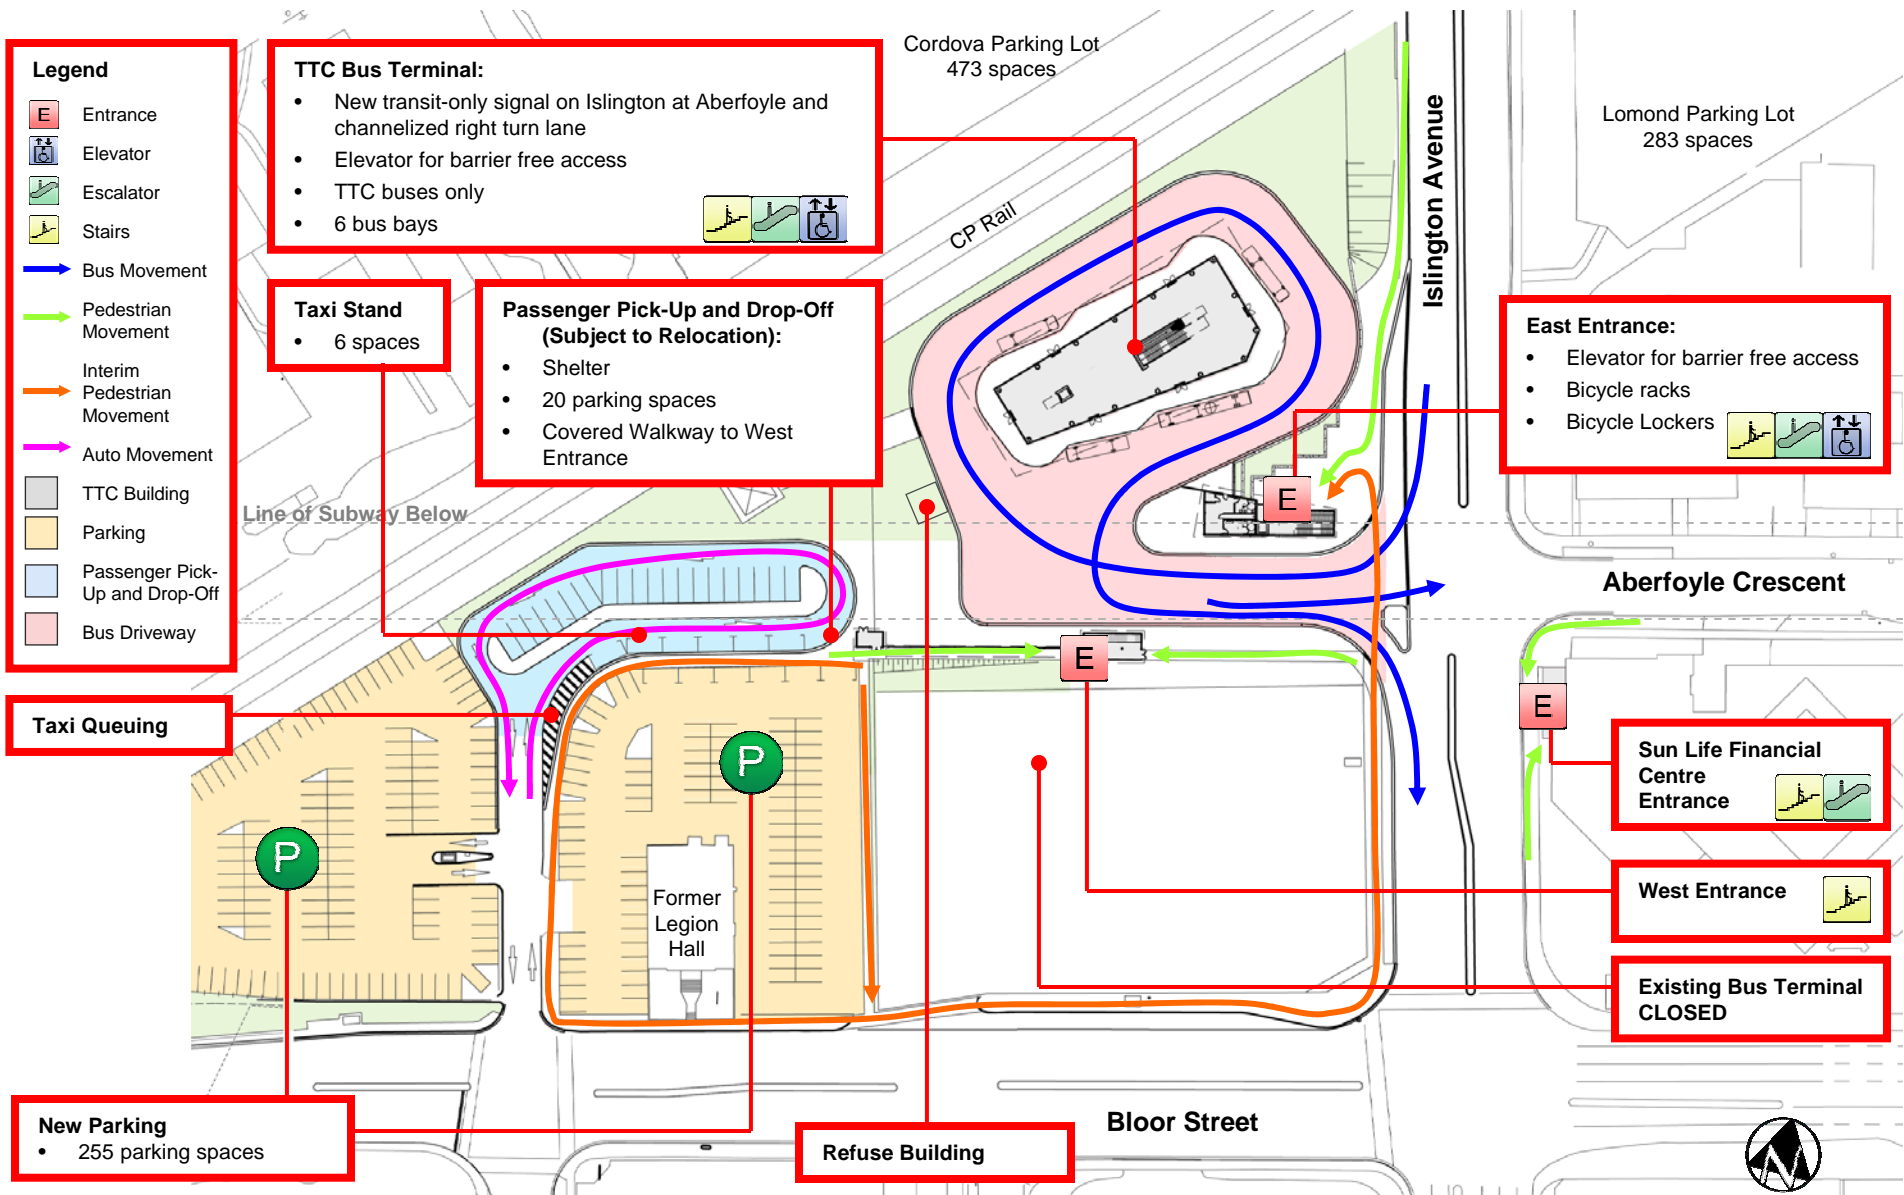 Legend
E
Entrance
Elevator
Escalator
Stairs
Bus Movement
Pedestrian
Movement
Interim
Pedestrian
Movement
Auto Movement
TTC Building
Parking
Passenger Pick-
Up and Drop-Off
Bus Driveway
TTC Bus Terminal:
• New transit-only signal on Islington at Aberfoyle and
channelized right turn lane
• Elevator for barrier free access
• TTC buses only
• 6 bus bays
Cordova Parking Lot
473 spaces
Lomond Parking Lot
283 spaces
Islington Avenue
CP Rail
Taxi Stand
• 6 spaces
Passenger Pick-Up and Drop-Off
(Subject to Relocation):
• Shelter
• 20 parking spaces
• Covered Walkway to West
Entrance
East Entrance:
• Elevator for barrier free access
• Bicycle racks
• Bicycle Lockers
E
Line of Subway Below
Aberfoyle Crescent
E
E
Taxi Queuing
P
P
Sun Life Financial
Centre
Entrance
West Entrance
Former
Legion
Hall
Existing Bus Terminal
CLOSED
New Parking
• 255 parking spaces
Refuse Building
Bloor Street
N